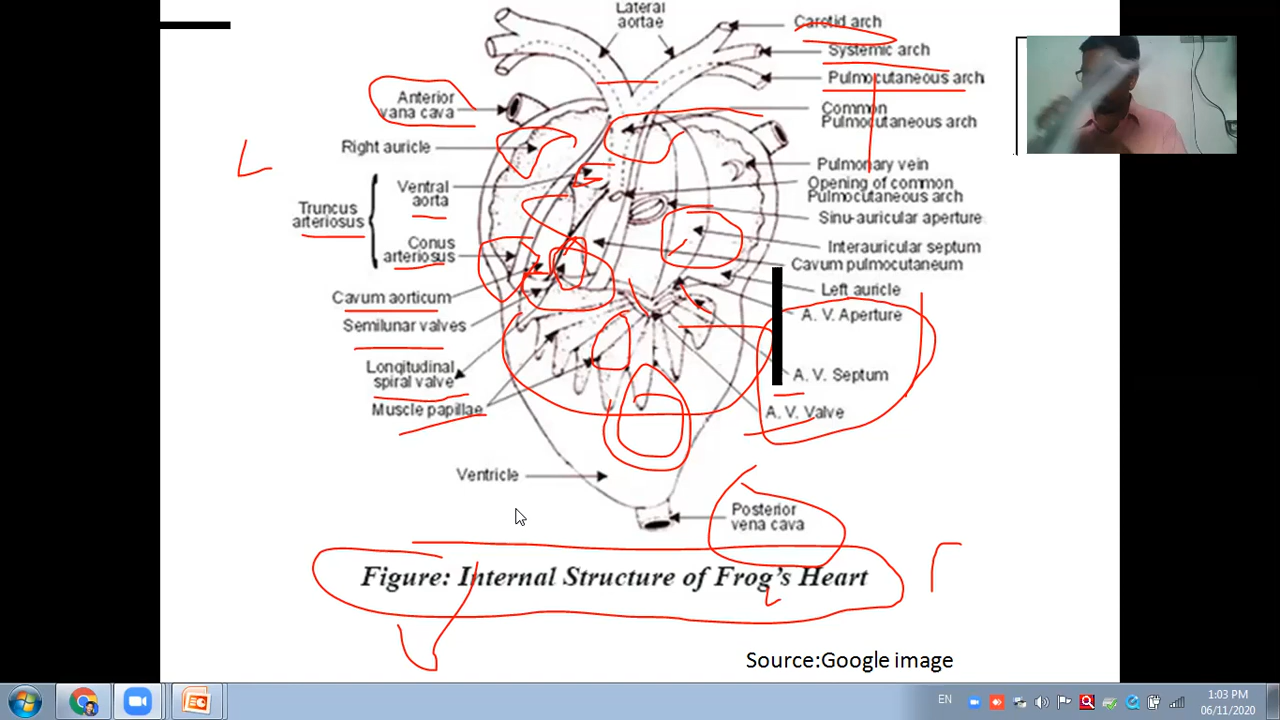 Lateral
aortae
Carotid arch
Systemic arch
Pulmocutaneous arch
Anterior
vana cava
Common
Pulmocutaneous arch
Right auricle
Pulmonary vein
Ventral
aorta
Opening of common
Pulmocutaneous arch
Truncus
arteriosus
Sinu-auricular aperture
Conus
arteriosus
Interauricular septum
Cavum pulmocutaneum
Left auricle
Cavum aorticum
A. V. Aperture
Semilunar valves
Longitudinal
spiral valve
A. V. Septum
Muscle papillae
A. V. Valve
Ventricle
Posterior
vena cava
Figure: Internal Structure of Frog's Heart
Source:Google image
EN
1:03 PM
06/11/2020